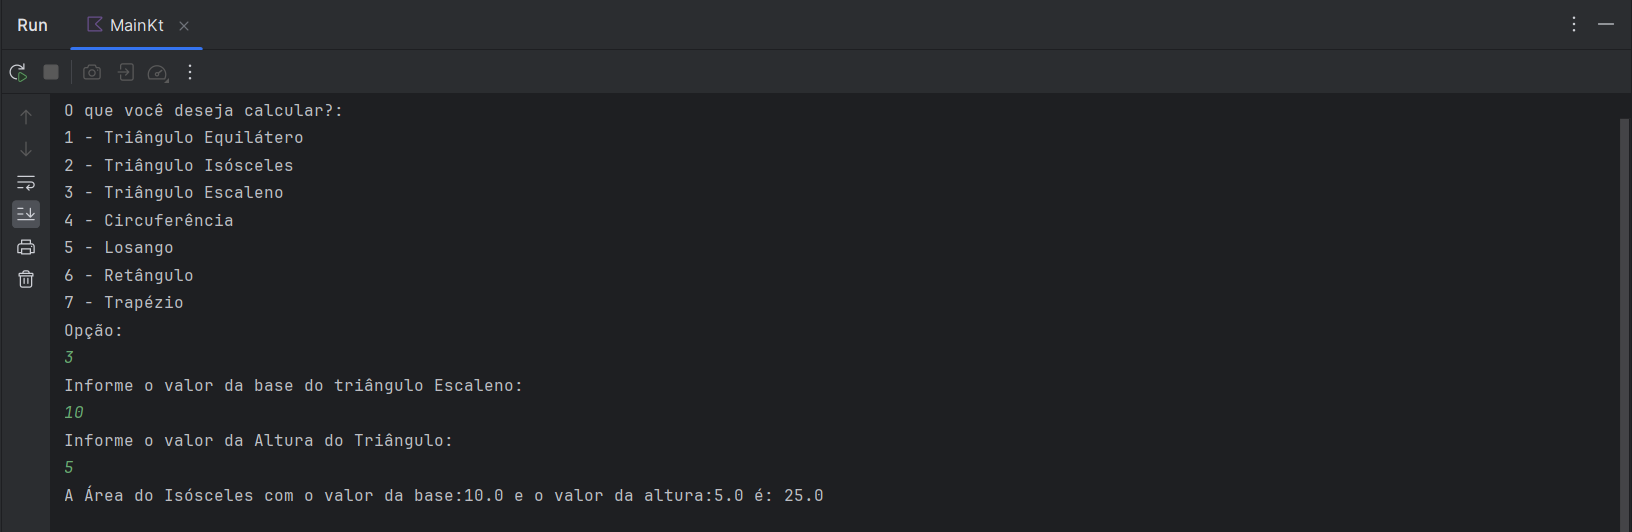 Run MainKt
O que você deseja calcular?:
1 - Triângulo Equilátero
2 - Triângulo Isósceles
3 - Triângulo Escaleno
4 - Circuferência
5 - Losango
6 - Retângulo
7 - Trapézio
Opção:
3
Informe o valor da base do triângulo Escaleno:
10
Informe o valor da Altura do Triângulo:
5
A Área do Isósceles com o valor da base:10.0 e o valor da altura:5.0 é: 25.0